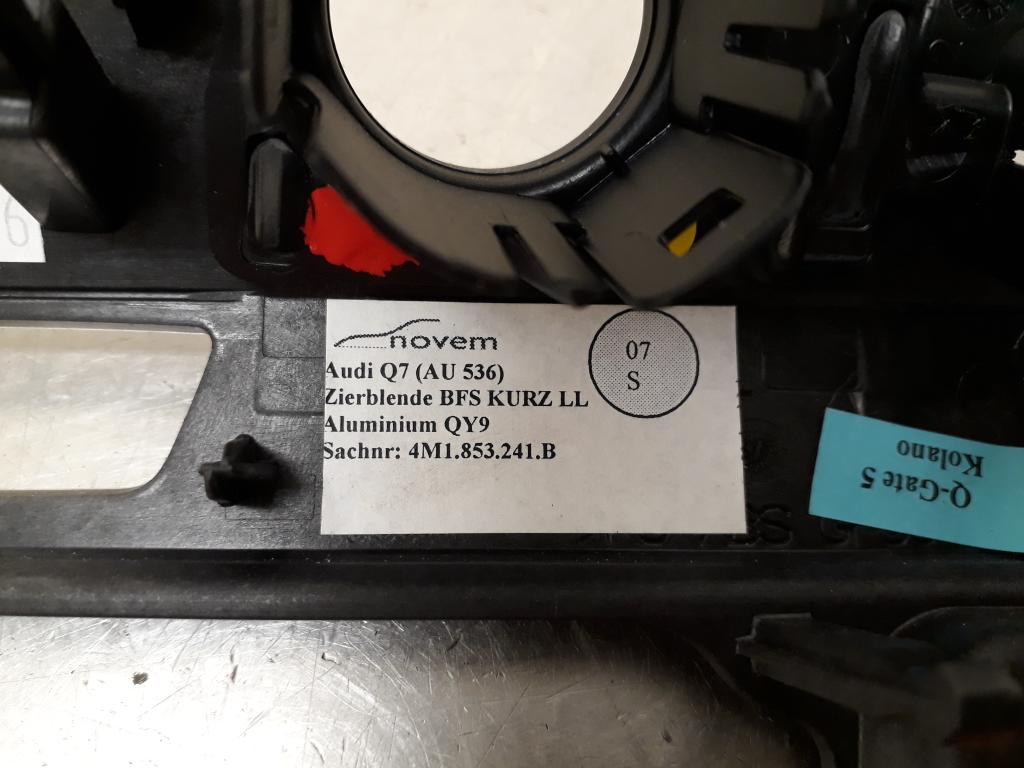 novem
07
S
Audi Q7 (AU 536)
Zierblende BFS KURZ LL
Aluminium QY9
Sachnr: 4M1.853.241.B
Q-Gate 5
Kolano